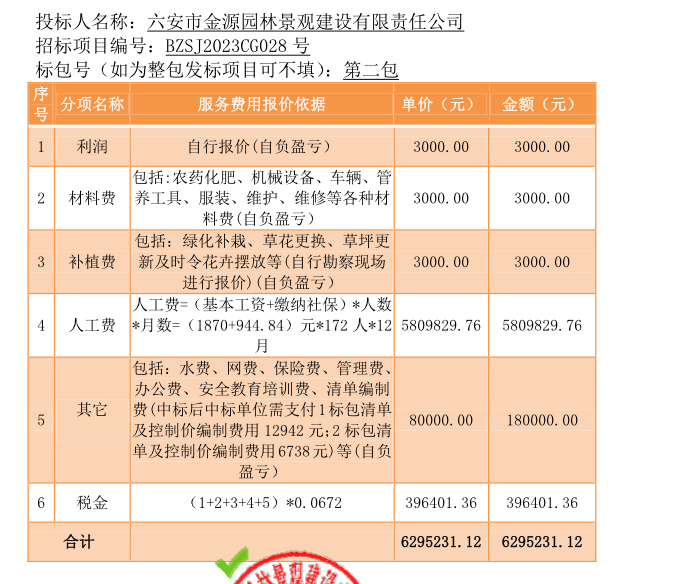 投标人名称：六安市金源园林景观建设有限责任公司
招标项目编号：BZSJ2023CG028 号
标包号（如为整包发标项目可不填）：第二包
序号 分项名称 服务费用报价依据 单价（元） 金额（元）
1 利润 自行报价(自负盈亏） 3000.00 3000.00
2 材料费 包括:农药化肥、机械设备、车辆、管
养工具、服装、维护、维修等各种材
料费(自负盈亏） 3000.00 3000.00
3 补植费 包括：绿化补栽、草花更换、草坪更
新及时令花卉摆放等(自行勘察现场
进行报价)(自负盈亏） 3000.00 3000.00
4 人工费 人工费=（基本工资+缴纳社保）*人数
*月数=（1870+944.84）元*172 人*12
月 5809829.76 5809829.76
5 其它 包括：水费、网费、保险费、管理费、
办公费、安全教育培训费、清单编制
费(中标后中标单位需支付1标包清单
及控制价编制费用 12942 元;2 标包清
单及控制价编制费用6738元)等(自负
盈亏） 80000.00 180000.00
6 税金 （1+2+3+4+5）*0.0672 396401.36 396401.36
合计 6295231.12 6295231.12